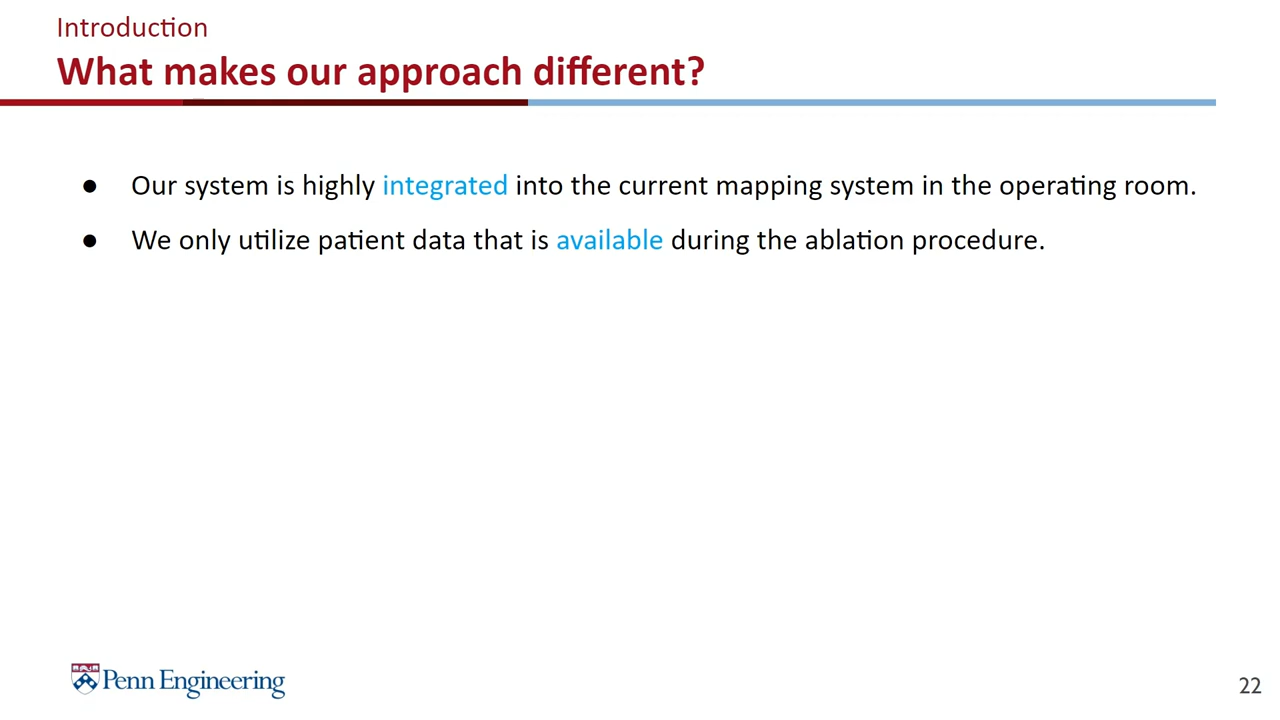 Introduction
What makes our approach different?
● Our system is highly integrated into the current mapping system in the operating room.
● We only utilize patient data that is available during the ablation procedure.
Penn Engineering
22